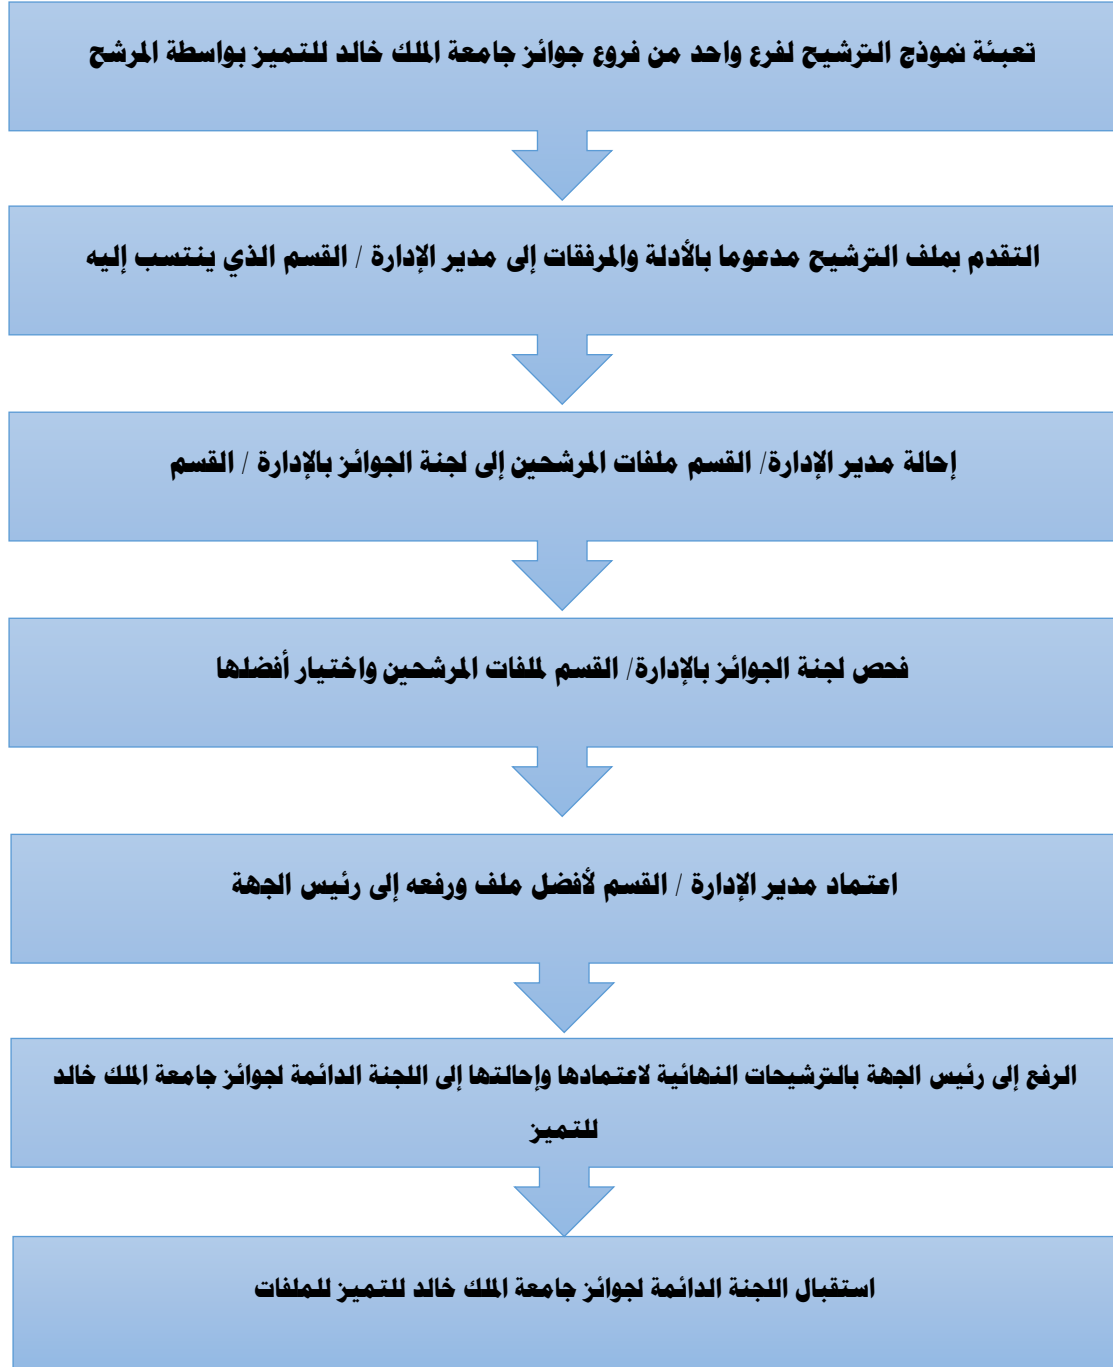 تعبئة نموذج الترشيح لفرع واحد من فروع جوائز جامعة الملك خالد للتميز بواسطة المرشح
التقدم بملف الترشيح مدعوما بالأدلة والمرفقات إلى مدير الإدارة / القسم الذي ينتسب إليه
إحالة مدير الإدارة/ القسم ملفات المرشحين إلى لجنة الجوائز بالإدارة / القسم
فحص لجنة الجوائز بالإدارة/ القسم لملفات المرشحين واختيار أفضلها
اعتماد مدير الإدارة / القسم لأفضل ملف ورفعه إلى رئيس الجهة
الرفع إلى رئيس الجهة بالترشيحات النهائية لاعتمادها وإحالتها إلى اللجنة الدائمة لجوائز جامعة الملك خالد
للتميز
استقبال اللجنة الدائمة لجوائز جامعة الملك خالد للتميز للملفات